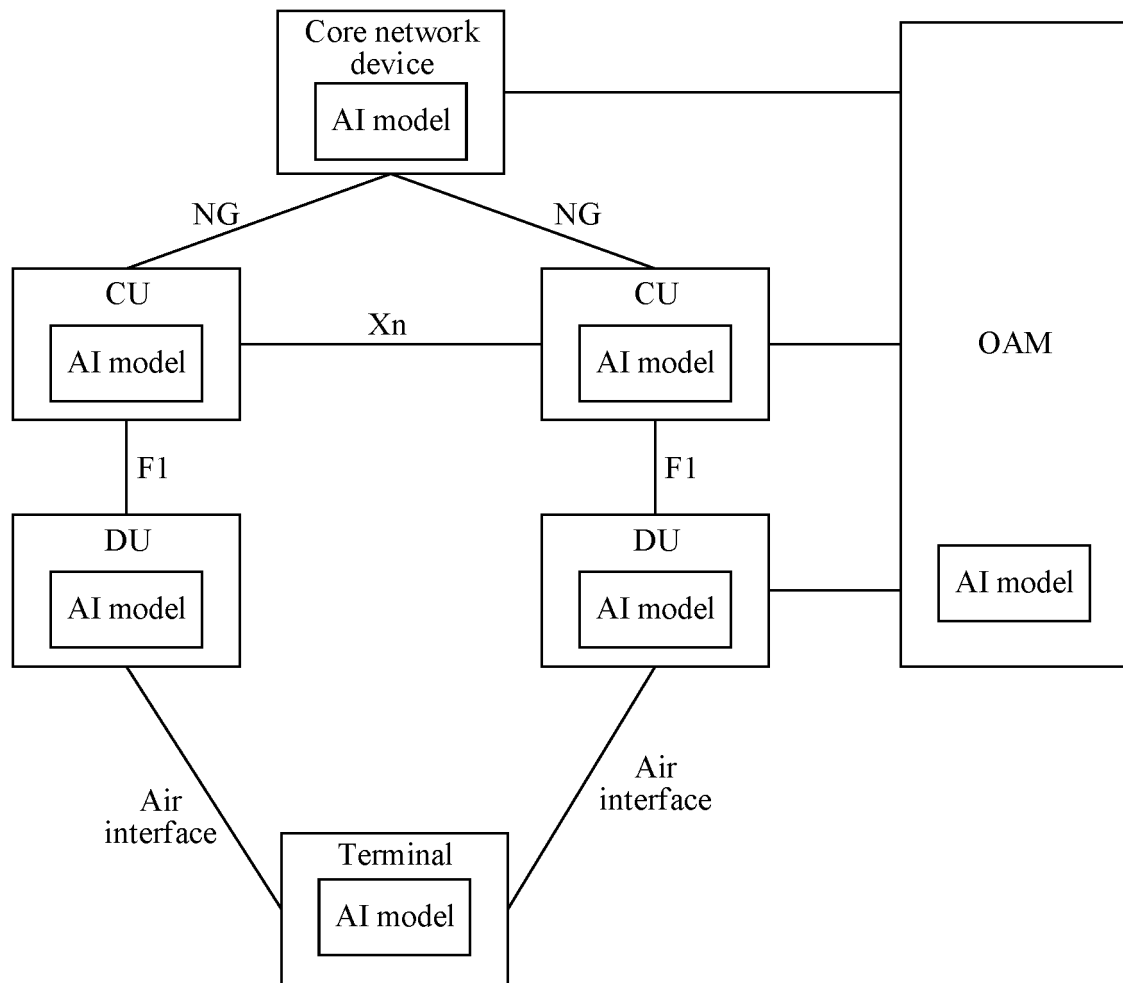 Core network
device
AI model
NG
NG
CU
AI model
Xn
CU
AI model
OAM
F1
F1
DU
AI model
DU
AI model
AI model
Air
interface
Air
interface
Terminal
AI model